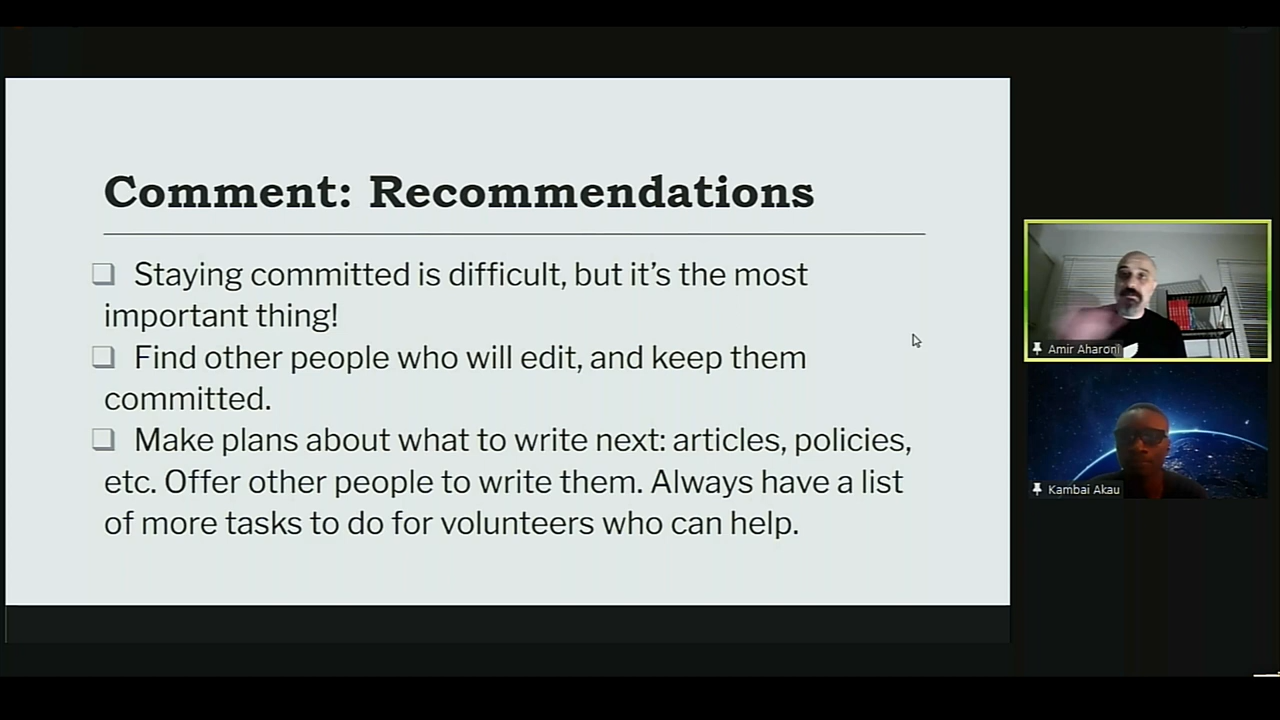 Comment: Recommendations
❑ Staying committed is difficult, but it’s the most
important thing!
❑ Find other people who will edit, and keep them
committed.
❑ Make plans about what to write next: articles, policies,
etc. Offer other people to write them. Always have a list
of more tasks to do for volunteers who can help.
Amir Aharoni
Kambai Akau